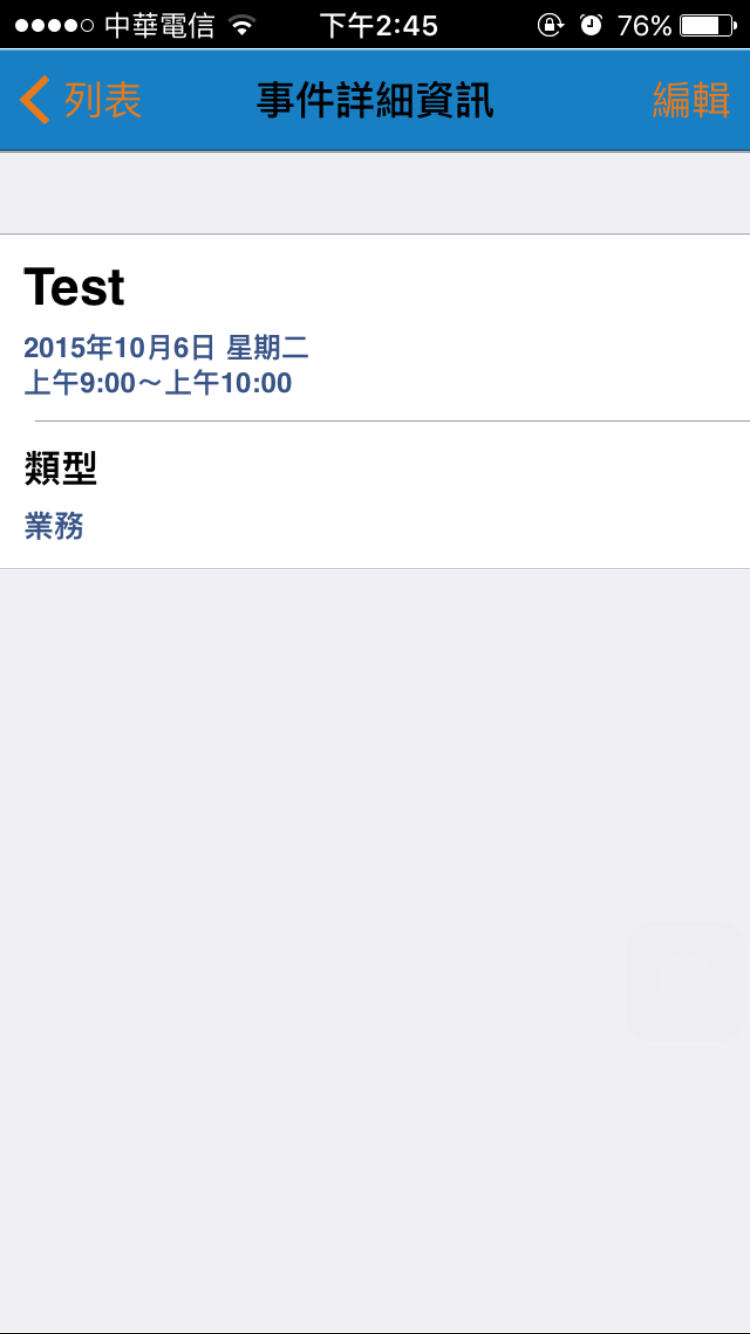 中華電信 下午2:45 76%
列表 事件詳細資訊 編輯
Test
2015年10月6日 星期二
上午9:00～上午10:00
類型
業務